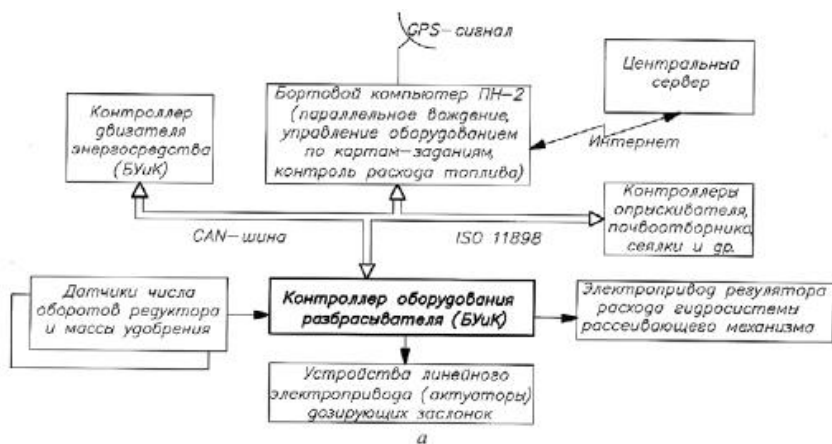 GPS-сигнал
Центральный
сервер
Контроллер
двигателя
энергосредства
(БУиК)
Бортовой компьютер ПН-2
(параллельное вождение,
управление оборудованием
по картам-заданиям,
контроль расхода топлива)
Интернет
CAN-шина
ISO 11898
Контроллеры
опрыскивателя,
почвоотборника,
сеялки и др.
Датчики числа
оборотов редуктора
и массы удобрения
Контроллер оборудования
разбрасывателя (БУиК)
Электропривод регулятора
расхода гидросистемы
рассеивающего механизма
Устройства линейного
электропривода (актуаторы)
дозирующих заслонок
а